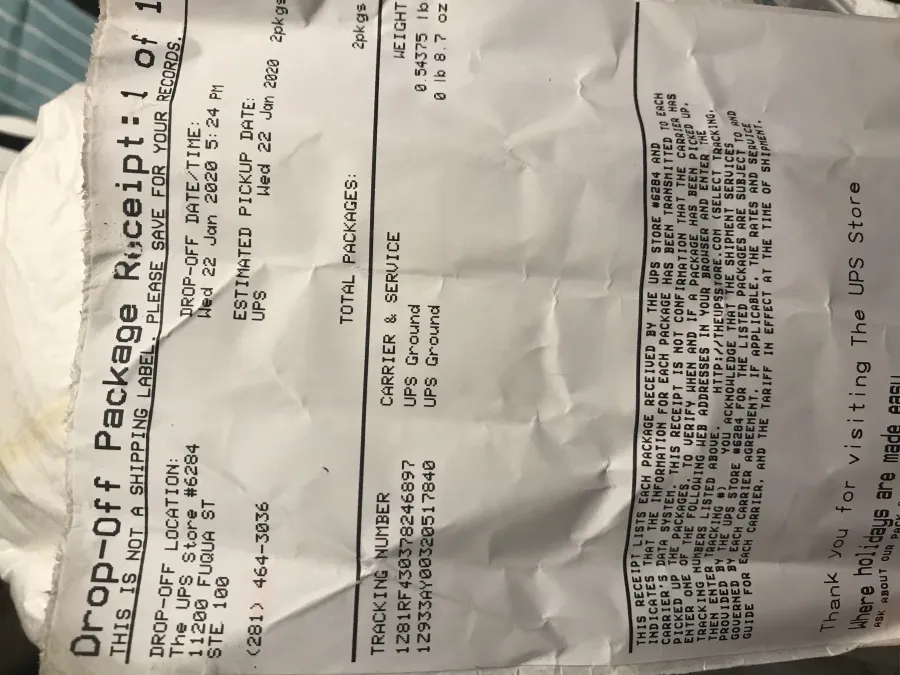 Drop-Off Package Receipt: 1 of 1
THIS IS NOT A SHIPPING LABEL. PLEASE SAVE FOR YOUR RECORDS.
DROP-OFF LOCATION:
The UPS Store #6284
11200 FUQUA ST
STE 100
(281) 464-3036
DROP-OFF DATE/TIME:
Wed 22 Jan 2020 5:24 PM
ESTIMATED PICKUP DATE:
UPS Wed 22 Jan 2020 2pkgs
TOTAL PACKAGES: 2pkgs
TRACKING NUMBER CARRIER & SERVICE WEIGHT
1Z81RF430378246897 UPS Ground 0.54375 lb
1Z933AY00320517840 UPS Ground 0 lb 8.7 oz
THIS RECEIPT LISTS EACH PACKAGE RECEIVED BY THE UPS STORE #6284 AND
INDICATES THAT THE INFORMATION FOR EACH PACKAGE HAS BEEN TRANSMITTED TO EACH
CARRIER'S DATA SYSTEM. THIS RECEIPT IS NOT CONFIRMATION THAT THE CARRIER HAS
PICKED UP THE PACKAGES. TO VERIFY WHEN AND IF A PACKAGE HAS BEEN PICKED UP,
ENTER ONE OF THE FOLLOWING WEB ADDRESSES IN YOUR BROWSER AND ENTER THE
TRACKING NUMBERS LISTED ABOVE. HTTP://THEUPSSTORE.COM (SELECT TRACKING,
THEN ENTER TRACKING #) YOU ACKNOWLEDGE THAT THE SHIPMENT SERVICES
PROVIDED BY THE UPS STORE #6284 FOR THE LISTED PACKAGES ARE SUBJECT TO AND
GOVERNED BY EACH CARRIER AGREEMENT, IF APPLICABLE, THE RATES AND SERVICE
GUIDE FOR EACH CARRIER, AND THE TARIFF IN EFFECT AT THE TIME OF SHIPMENT.
Thank you for visiting The UPS Store
Where holidays are made easy
ASK ABOUT OUR PACK